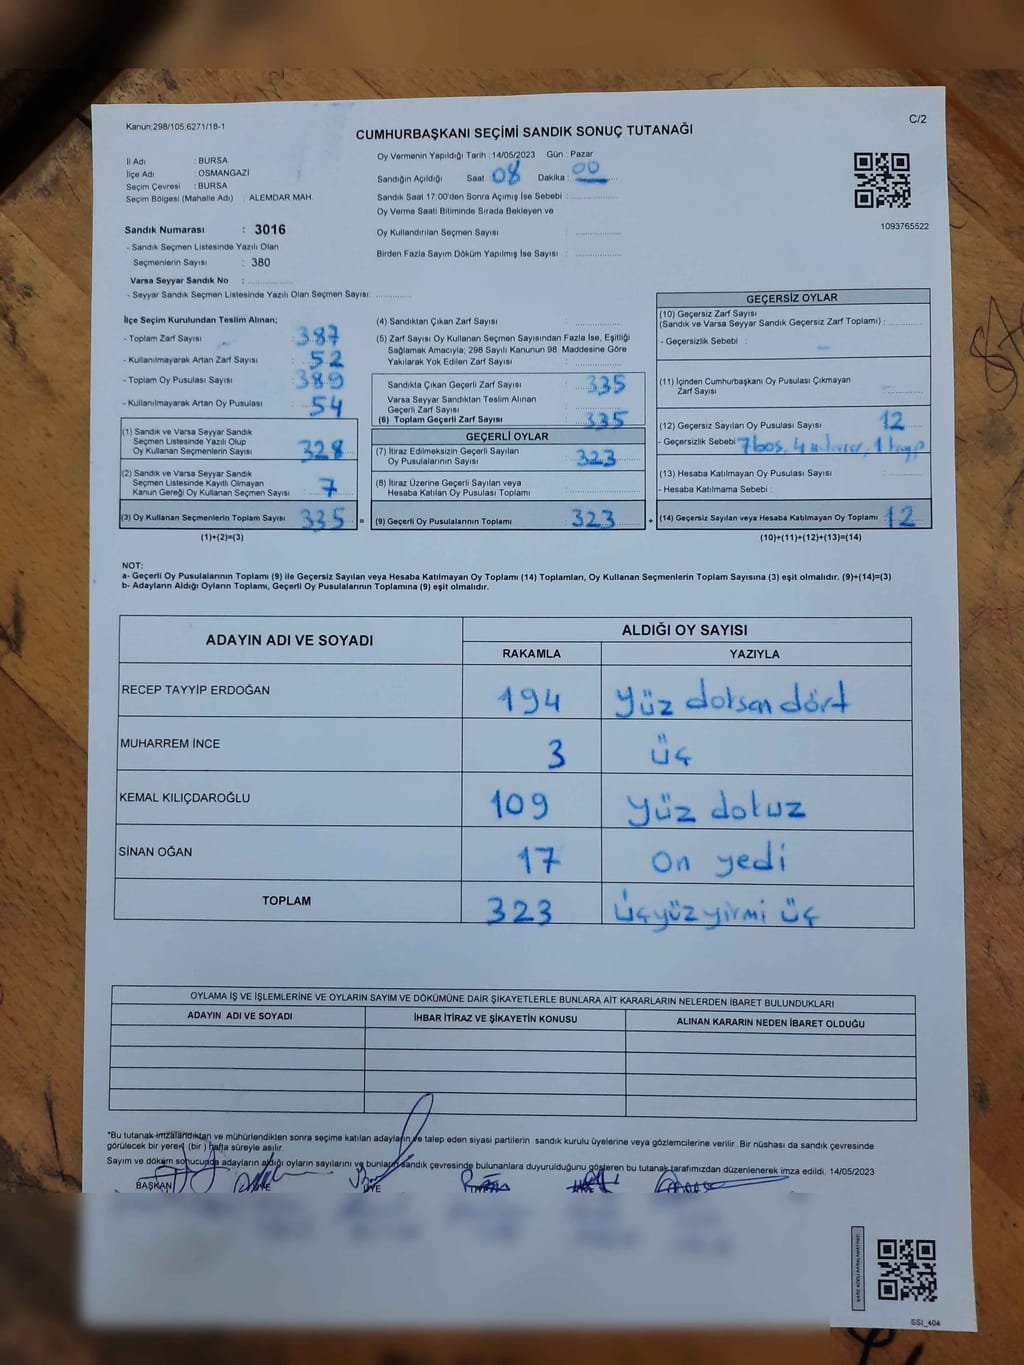 Kanun;298/105;6271/18-1
C/2
CUMHURBAŞKANI SEÇİMİ SANDIK SONUÇ TUTANAĞI
İl Adı : BURSA
İlçe Adı : OSMANGAZİ
Seçim Çevresi : BURSA
Seçim Bölgesi (Mahalle Adı) : ALEMDAR MAH.
Oy Vermenin Yapıldığı Tarih : 14/05/2023 Gün : Pazar
Sandığın Açıldığı Saat 08 Dakika : 00
Sandık Saat 17:00'den Sonra Açımış İse Sebebi :
Oy Verme Saati Bitiminde Sırada Bekleyen ve
Oy Kullandırılan Seçmen Sayısı :
Birden Fazla Sayım Döküm Yapılmış İse Sayısı :
1093765522
Sandık Numarası : 3016
- Sandık Seçmen Listesinde Yazılı Olan
Seçmenlerin Sayısı : 380
Varsa Seyyar Sandık No :
- Seyyar Sandık Seçmen Listesinde Yazılı Olan Seçmen Sayısı:
İlçe Seçim Kurulundan Teslim Alınan;
- Toplam Zarf Sayısı : 387
- Kullanılmayarak Artan Zarf Sayısı : 52
- Toplam Oy Pusulası Sayısı : 389
- Kullanılmayarak Artan Oy Pusulası : 54
(1) Sandık ve Varsa Seyyar Sandık
Seçmen Listesinde Yazılı Olup
Oy Kullanan Seçmenlerin Sayısı : 328
(2) Sandık ve Varsa Seyyar Sandık
Seçmen Listesinde Kayıtlı Olmayan
Kanun Gereği Oy Kullanan Seçmen Sayısı : 7
(3) Oy Kullanan Seçmenlerin Toplam Sayısı : 335 =
(1)+(2)=(3)
(4) Sandıktan Çıkan Zarf Sayısı :
(5) Zarf Sayısı Oy Kullanan Seçmen Sayısından Fazla İse, Eşitliği
Sağlamak Amacıyla; 298 Sayılı Kanunun 98. Maddesine Göre
Yakılarak Yok Edilen Zarf Sayısı :
Sandıkta Çıkan Geçerli Zarf Sayısı : 335
Varsa Seyyar Sandıktan Teslim Alınan
Geçerli Zarf Sayısı :
(6) Toplam Geçerli Zarf Sayısı : 335
GEÇERLİ OYLAR
(7) İtiraz Edilmeksizin Geçerli Sayılan
Oy Pusulalarının Sayısı : 323
(8) İtiraz Üzerine Geçerli Sayılan veya
Hesaba Katılan Oy Pusulası Toplamı :
(9) Geçerli Oy Pusulalarının Toplamı : 323 +
GEÇERSİZ OYLAR
(10) Geçersiz Zarf Sayısı
(Sandık ve Varsa Seyyar Sandık Geçersiz Zarf Toplamı) :
- Geçersizlik Sebebi : -
(11) İçinden Cumhurbaşkanı Oy Pusulası Çıkmayan
Zarf Sayısı : -
(12) Geçersiz Sayılan Oy Pusulası Sayısı : 12
- Geçersizlik Sebebi : 7 boş, 4 1
(13) Hesaba Katılmayan Oy Pusulası Sayısı :
- Hesaba Katılmama Sebebi :
(14) Geçersiz Sayılan veya Hesaba Katılmayan Oy Toplamı : 12
(10)+(11)+(12)+(13)=(14)
NOT:
a- Geçerli Oy Pusulalarının Toplamı (9) ile Geçersiz Sayılan veya Hesaba Katılmayan Oy Toplamı (14) Toplamları, Oy Kullanan Seçmenlerin Toplam Sayısına (3) eşit olmalıdır. (9)+(14)=(3)
b- Adayların Aldığı Oyların Toplamı, Geçerli Oy Pusulalarının Toplamına (9) eşit olmalıdır.
ADAYIN ADI VE SOYADI
ALDIĞI OY SAYISI
RAKAMLA YAZIYLA
RECEP TAYYİP ERDOĞAN 194 yüz doksan dört
MUHARREM İNCE 3 üç
KEMAL KILIÇDAROĞLU 109 yüz dokuz
SİNAN OĞAN 17 on yedi
TOPLAM 323 üçyüzyirmi üç
OYLAMA İŞ VE İŞLEMLERİNE VE OYLARIN SAYIM VE DÖKÜMÜNE DAİR ŞİKAYETLERLE BUNLARA AİT KARARLARIN NELERDEN İBARET BULUNDUKLARI
ADAYIN ADI VE SOYADI İHBAR İTİRAZ VE ŞİKAYETİN KONUSU ALINAN KARARIN NEDEN İBARET OLDUĞU
*Bu tutanak imzalandıktan ve mühürlendikten sonra seçime katılan adayların ve talep eden siyasi partilerin sandık kurulu üyelerine veya gözlemcilerine verilir. Bir nüshası da sandık çevresinde
görülecek bir yere (bir) hafta süreyle asılır.
Sayım ve döküm sonucunda adayların aldığı oyların sayılarını ve bunların sandık çevresinde bulunanlara duyurulduğunu gösteren bu tutanak tarafımızdan düzenlenerek imza edildi. 14/05/2023
BAŞKAN ÜYE ÜYE
SSI_404